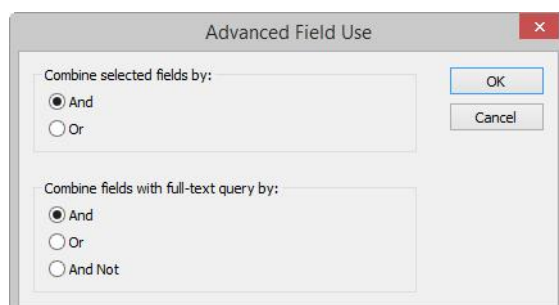 Advanced Field Use
Combine selected fields by:
And
Or
OK
Cancel
Combine fields with full-text query by:
And
Or
And Not